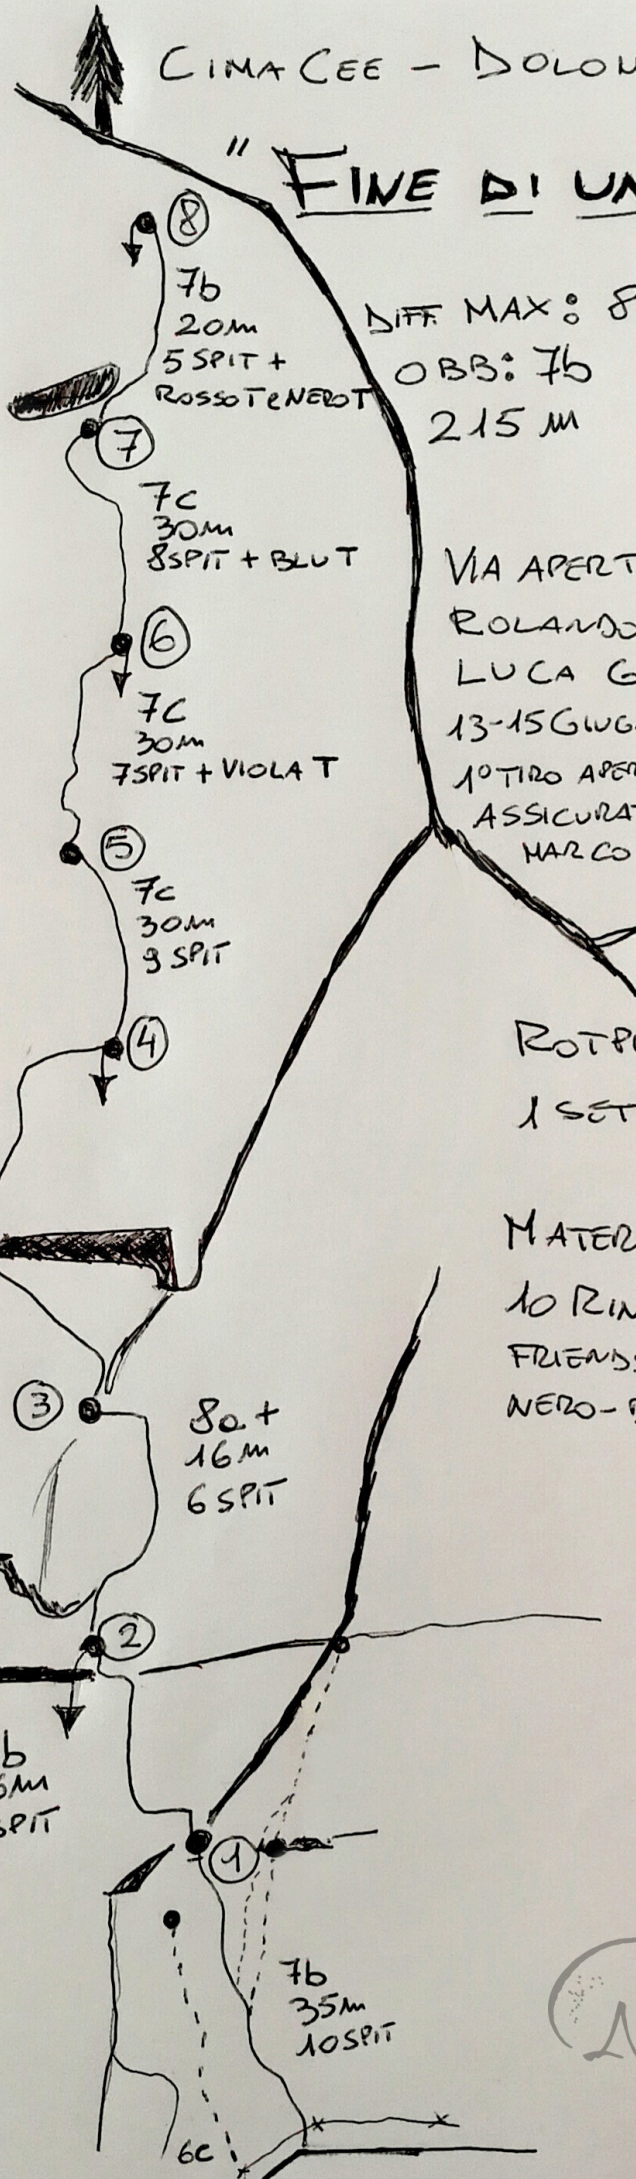 CIMA CEE - DOLOM
"FINE DI UN
DIFF. MAX: 8
OBB: 7b
215 m
8
7b
20m
5 SPIT +
ROSSO T e NERO T
7
7c
30m
8 SPIT + BLU T
VIA APERT
ROLANDO
LUCA G
13-15 GIUG
1° TIRO APER
ASSICURAT
MARCO
6
7c
30m
7 SPIT + VIOLA T
5
7c
30m
9 SPIT
4
ROTP
1 SET
MATER
10 RIN
FRIENDS
NERO - B
3
8a+
16m
6 SPIT
2
b
6m
SPIT
1
7b
35m
10 SPIT
6c